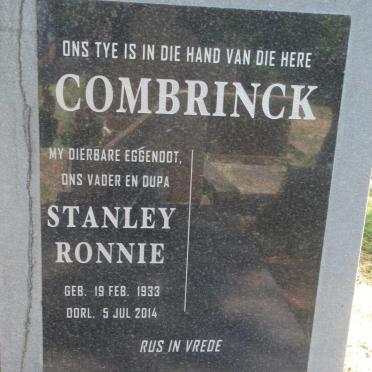 ONS TYE IS IN DIE HAND VAN DIE HERE
COMBRINCK
MY DIERBARE EGGENOOT,
ONS VADER EN OUPA
STANLEY
RONNIE
GEB. 19 FEB. 1933
OORL. 5 JUL 2014
RUS IN VREDE